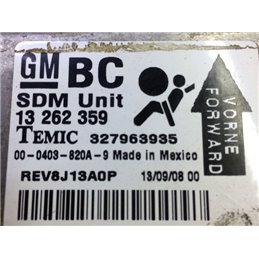 GM BC
SDM Unit
13 262 359
TEMIC 327963935
00-0403-820A-9 Made in Mexico
REV8J13A0P 13/09/08 00
VORNE
FORWARD